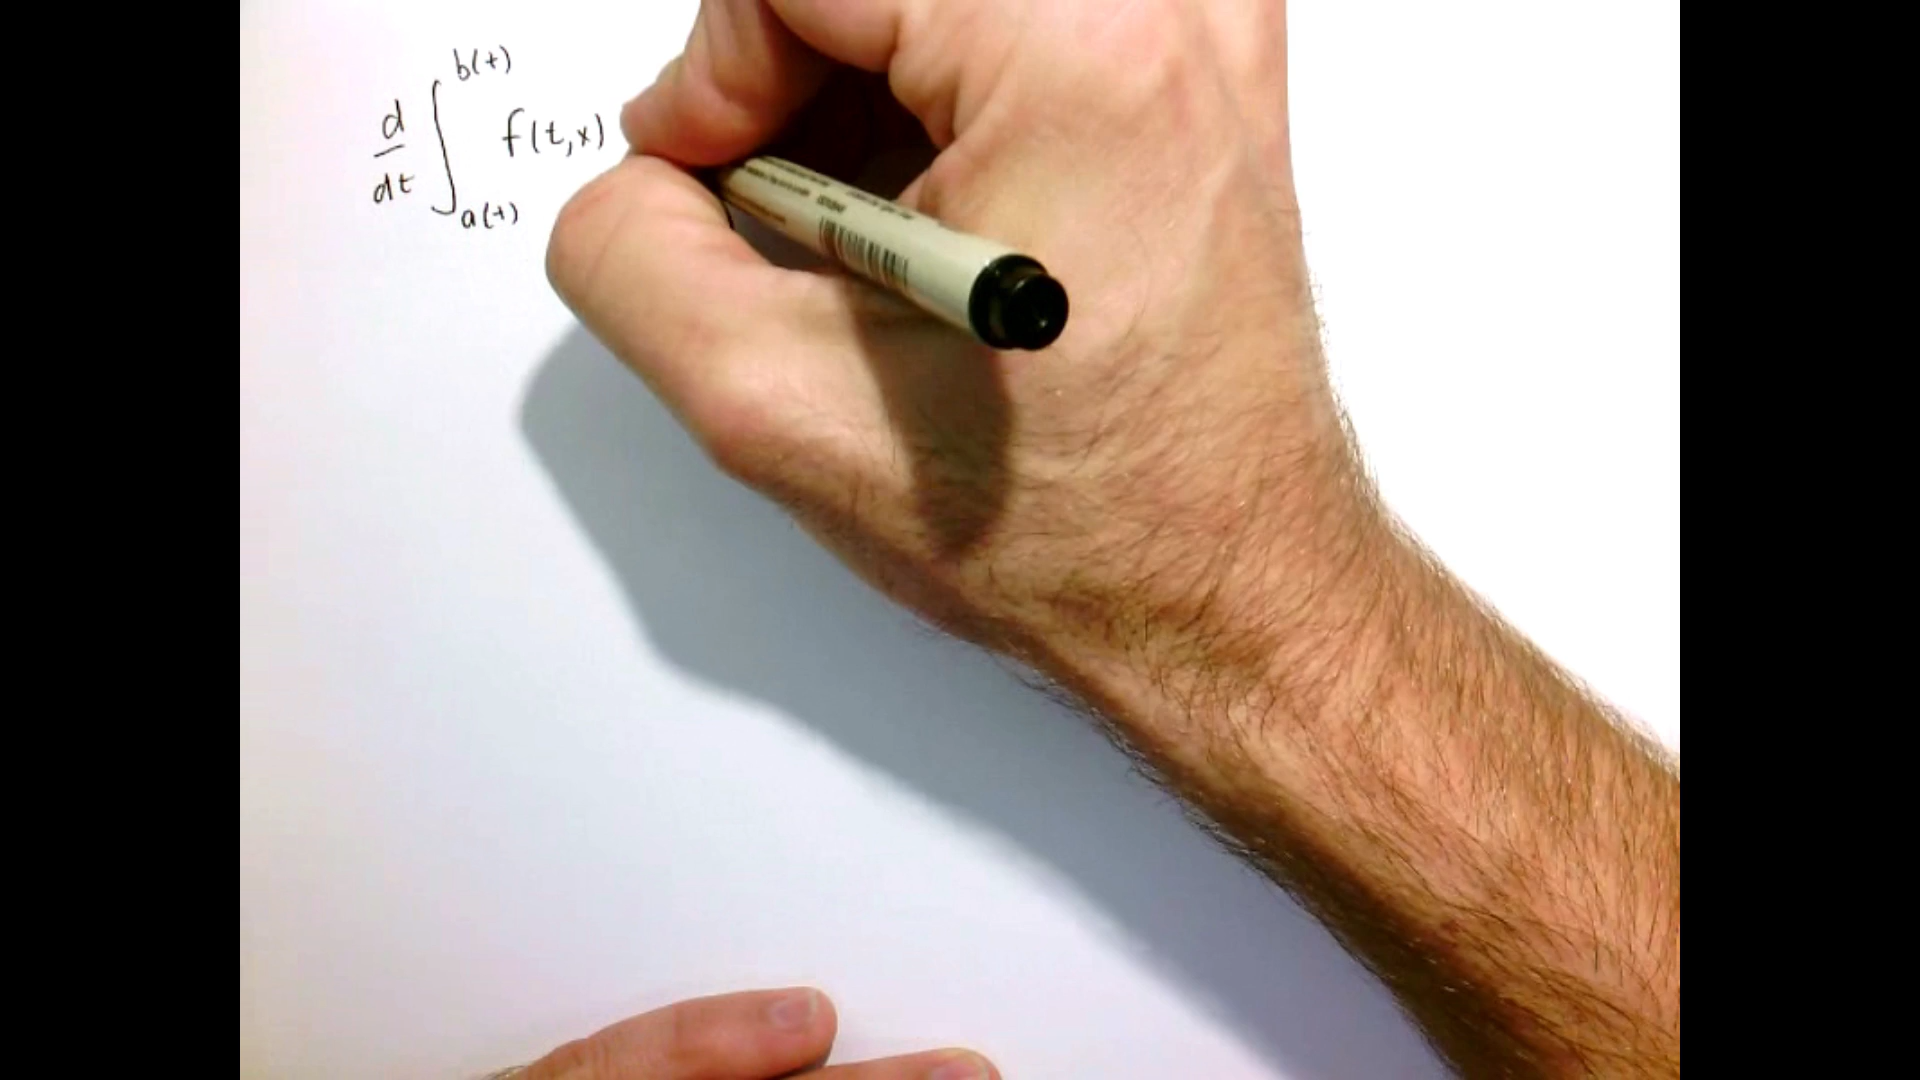 d/dt ∫_{a(t)}^{b(t)} f(t,x)